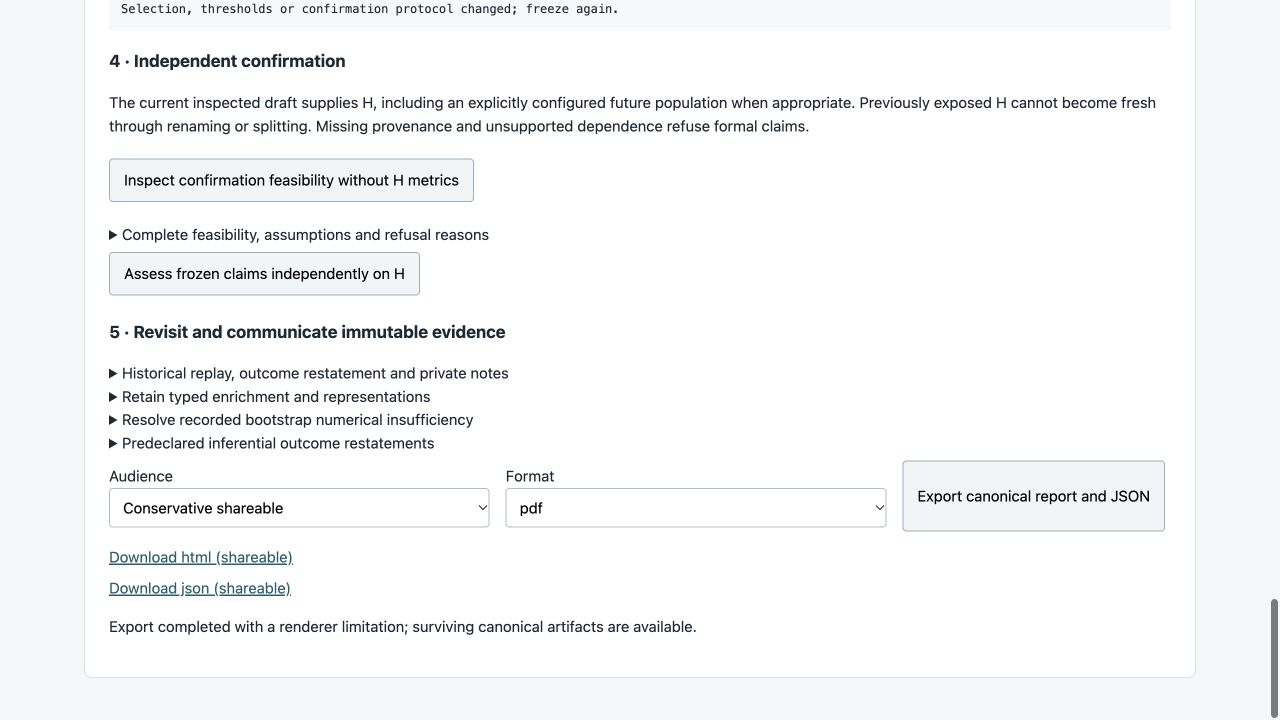 Selection, thresholds or confirmation protocol changed; freeze again.
4 · Independent confirmation
The current inspected draft supplies H, including an explicitly configured future population when appropriate. Previously exposed H cannot become fresh
through renaming or splitting. Missing provenance and unsupported dependence refuse formal claims.
Inspect confirmation feasibility without H metrics
Complete feasibility, assumptions and refusal reasons
Assess frozen claims independently on H
5 · Revisit and communicate immutable evidence
Historical replay, outcome restatement and private notes
Retain typed enrichment and representations
Resolve recorded bootstrap numerical insufficiency
Predeclared inferential outcome restatements
Audience
Conservative shareable
Format
pdf
Export canonical report and JSON
Download html (shareable)
Download json (shareable)
Export completed with a renderer limitation; surviving canonical artifacts are available.